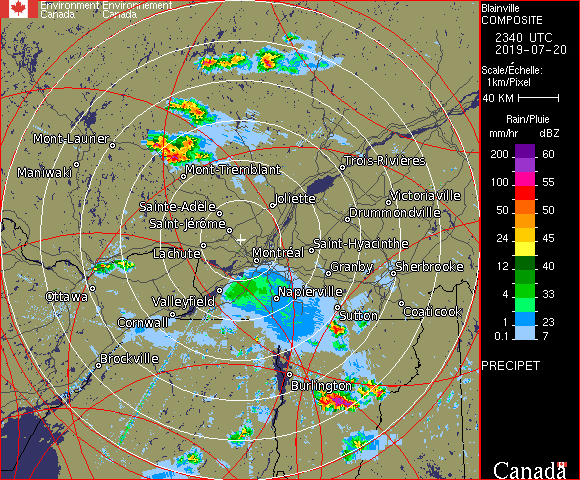 Environment Environnement
Canada Canada
Blainville
COMPOSITE
2340 UTC
2019-07-20
Scale/Échelle:
1km/Pixel
40 KM
Rain/Pluie
mm/hr dBZ
200 60
100 55
50 50
24 45
12 40
4 33
1 23
0.1 7
PRECIPET
Canada
Mont-Laurier
Maniwaki
Mont-Tremblant
Trois-Rivières
Sainte-Adèle
Joliette
Victoriaville
Drummondville
Saint-Jérôme
Lachute
Montréal
Saint-Hyacinthe
Granby
Sherbrooke
Ottawa
Valleyfield
Napierville
Cornwall
Sutton
Coaticook
Brockville
Burlington